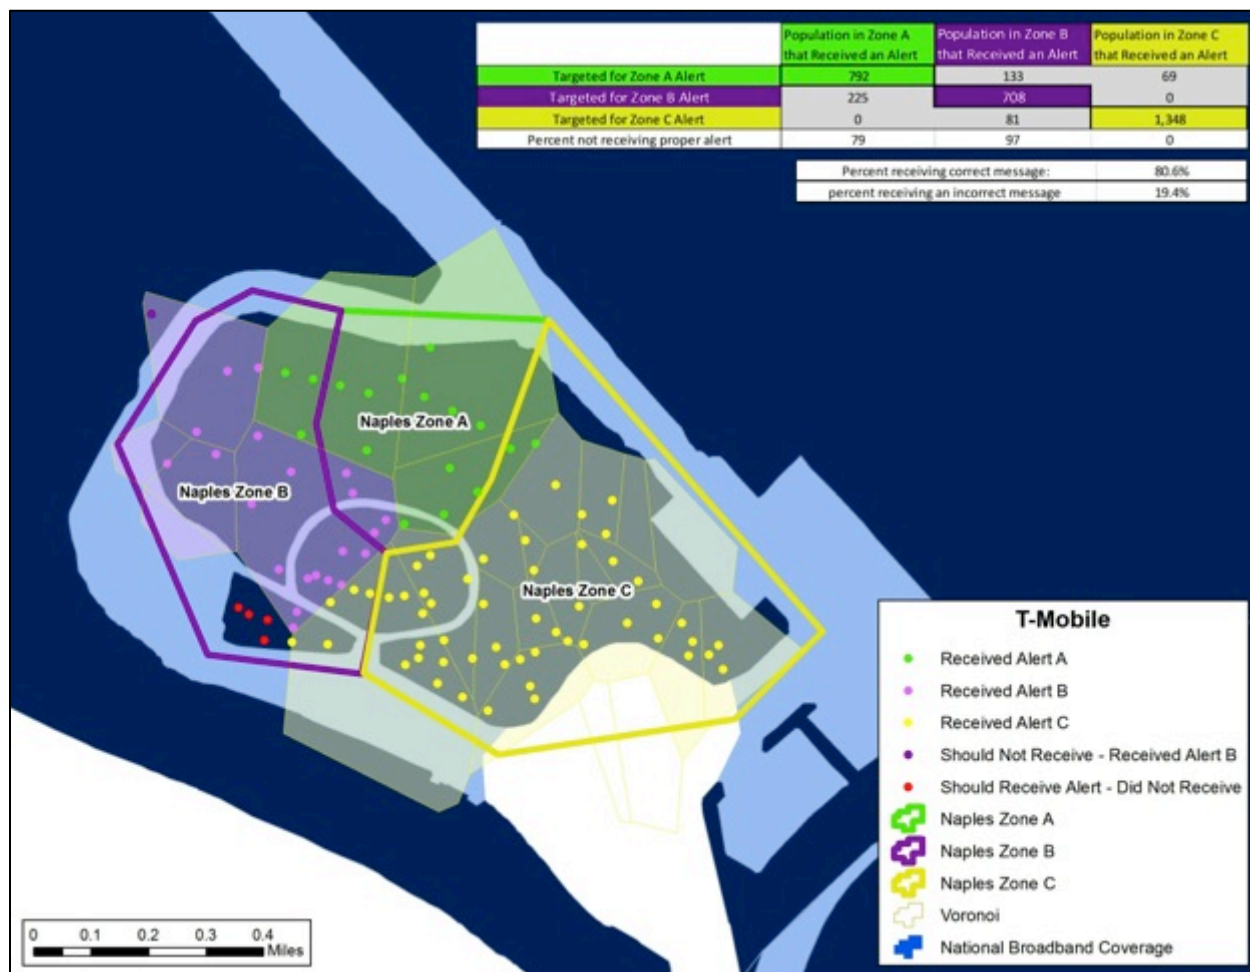 Population in Zone A Population in Zone B Population in Zone C
that Received an Alert that Received an Alert that Received an Alert
Targeted for Zone A Alert 792 133 69
Targeted for Zone B Alert 225 708 0
Targeted for Zone C Alert 0 81 1,348
Percent not receiving proper alert 79 97 0
Percent receiving correct message: 80.6%
percent receiving an incorrect message 19.4%
Naples Zone A
Naples Zone B
Naples Zone C
T-Mobile
Received Alert A
Received Alert B
Received Alert C
Should Not Receive - Received Alert B
Should Receive Alert - Did Not Receive
Naples Zone A
Naples Zone B
Naples Zone C
Voronoi
National Broadband Coverage
0 0.1 0.2 0.3 0.4
Miles